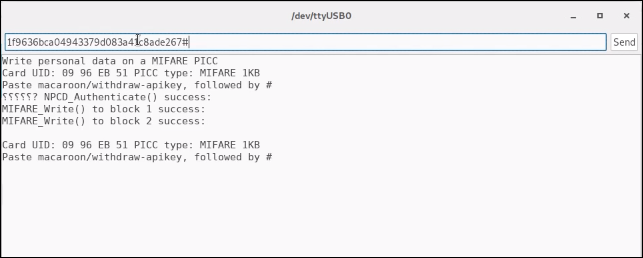 /dev/ttyUSB0
1f9636bca04943379d083a41c8ade267#
Send
Write personal data on a MIFARE PICC
Card UID: 09 96 EB 51 PICC type: MIFARE 1KB
Paste macaroon/withdraw-apikey, followed by #
⸮⸮⸮⸮⸮? NPCD_Authenticate() success:
MIFARE_Write() to block 1 success:
MIFARE_Write() to block 2 success:
Card UID: 09 96 EB 51 PICC type: MIFARE 1KB
Paste macaroon/withdraw-apikey, followed by #